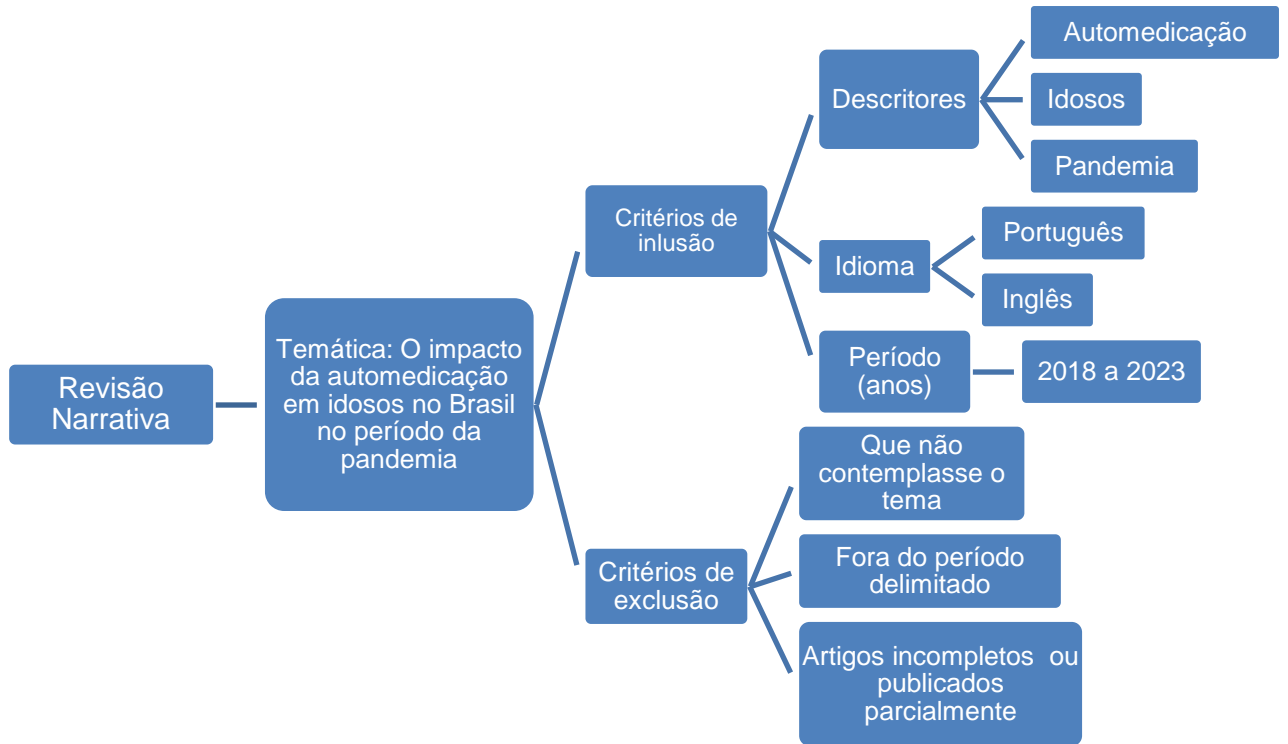 Revisão
Narrativa
Temática: O impacto
da automedicação
em idosos no Brasil
no período da
pandemia
Critérios de
inlusão
Descritores
Automedicação
Idosos
Pandemia
Idioma
Português
Inglês
Período
(anos)
2018 a 2023
Critérios de
exclusão
Que não
contemplasse o
tema
Fora do período
delimitado
Artigos incompletos ou
publicados
parcialmente